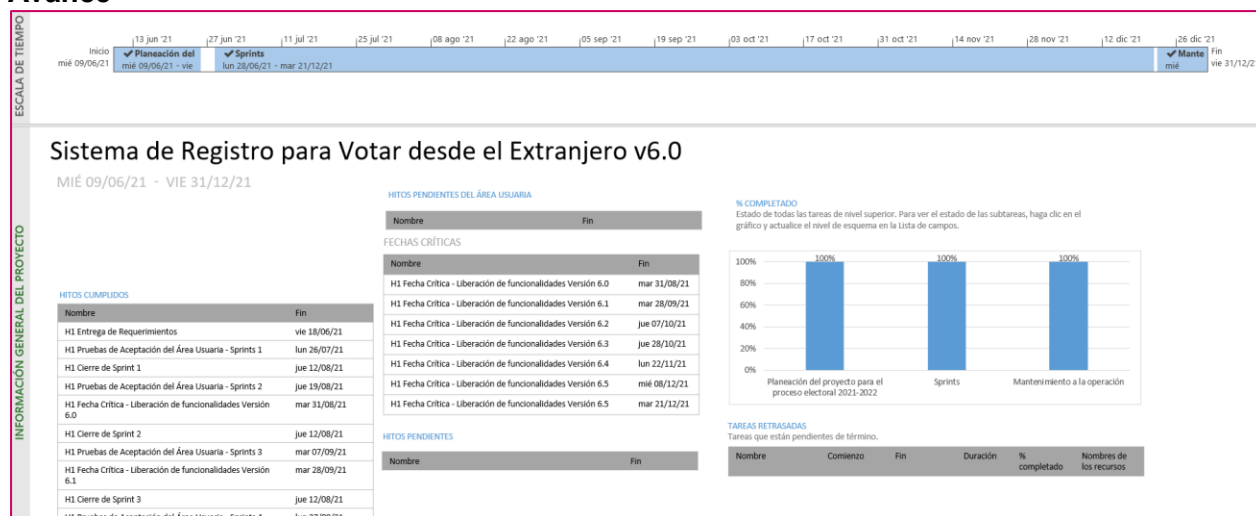 Avance
ESCALA DE TIEMPO
13 jun '21 27 jun '21 11 jul '21 25 jul '21 08 ago '21 22 ago '21 05 sep '21 19 sep '21 03 oct '21 17 oct '21 31 oct '21 14 nov '21 28 nov '21 12 dic '21 26 dic '21
Inicio
mié 09/06/21
✔ Planeación del
mié 09/06/21 - vie
✔ Sprints
lun 28/06/21 - mar 21/12/21
✔ Mante
mié
Fin
vie 31/12/21
INFORMACIÓN GENERAL DEL PROYECTO
Sistema de Registro para Votar desde el Extranjero v6.0
MIÉ 09/06/21 - VIE 31/12/21
HITOS CUMPLIDOS
Nombre Fin
H1 Entrega de Requerimientos vie 18/06/21
H1 Pruebas de Aceptación del Área Usuaria - Sprints 1 lun 26/07/21
H1 Cierre de Sprint 1 jue 12/08/21
H1 Pruebas de Aceptación del Área Usuaria - Sprints 2 jue 19/08/21
H1 Fecha Crítica - Liberación de funcionalidades Versión mar 31/08/21
6.0
H1 Cierre de Sprint 2 jue 12/08/21
H1 Pruebas de Aceptación del Área Usuaria - Sprints 3 mar 07/09/21
H1 Fecha Crítica - Liberación de funcionalidades Versión mar 28/09/21
6.1
H1 Cierre de Sprint 3 jue 12/08/21
HITOS PENDIENTES DEL ÁREA USUARIA
Nombre Fin
FECHAS CRÍTICAS
Nombre Fin
H1 Fecha Crítica - Liberación de funcionalidades Versión 6.0 mar 31/08/21
H1 Fecha Crítica - Liberación de funcionalidades Versión 6.1 mar 28/09/21
H1 Fecha Crítica - Liberación de funcionalidades Versión 6.2 jue 07/10/21
H1 Fecha Crítica - Liberación de funcionalidades Versión 6.3 jue 28/10/21
H1 Fecha Crítica - Liberación de funcionalidades Versión 6.4 lun 22/11/21
H1 Fecha Crítica - Liberación de funcionalidades Versión 6.5 mié 08/12/21
H1 Fecha Crítica - Liberación de funcionalidades Versión 6.5 mar 21/12/21
HITOS PENDIENTES
Nombre Fin
% COMPLETADO
Estado de todas las tareas de nivel superior. Para ver el estado de las subtareas, haga clic en el
gráfico y actualice el nivel de esquema en la Lista de campos.
100% 100% 100% 100%
80%
60%
40%
20%
0%
Planeación del proyecto para el
proceso electoral 2021-2022
Sprints
Mantenimiento a la operación
TAREAS RETRASADAS
Tareas que están pendientes de término.
Nombre Comienzo Fin Duración % Nombres de
completado los recursos